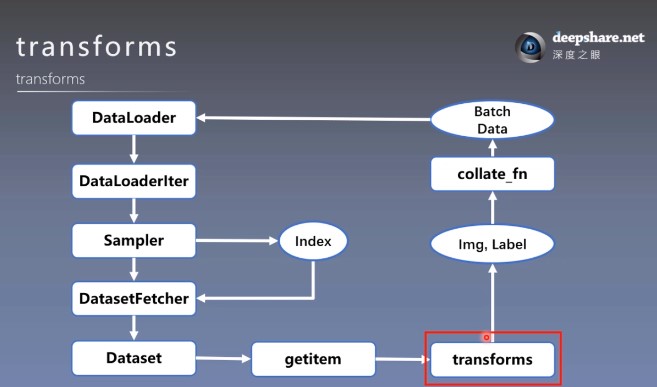 transforms
transforms
deepshare.net
深度之眼
DataLoader
DataLoaderIter
Sampler
Index
DatasetFetcher
Dataset
getitem
transforms
Img, Label
collate_fn
Batch
Data